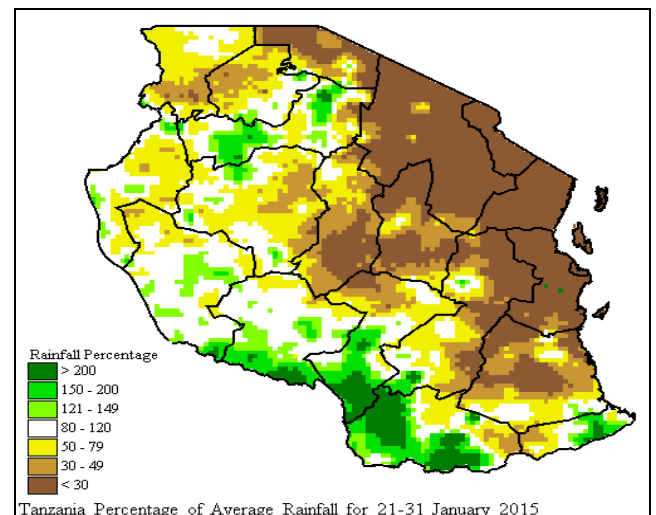 Rainfall Percentage
> 200
150 - 200
121 - 149
80 - 120
50 - 79
30 - 49
< 30
Tanzania Percentage of Average Rainfall for 21-31 January 2015